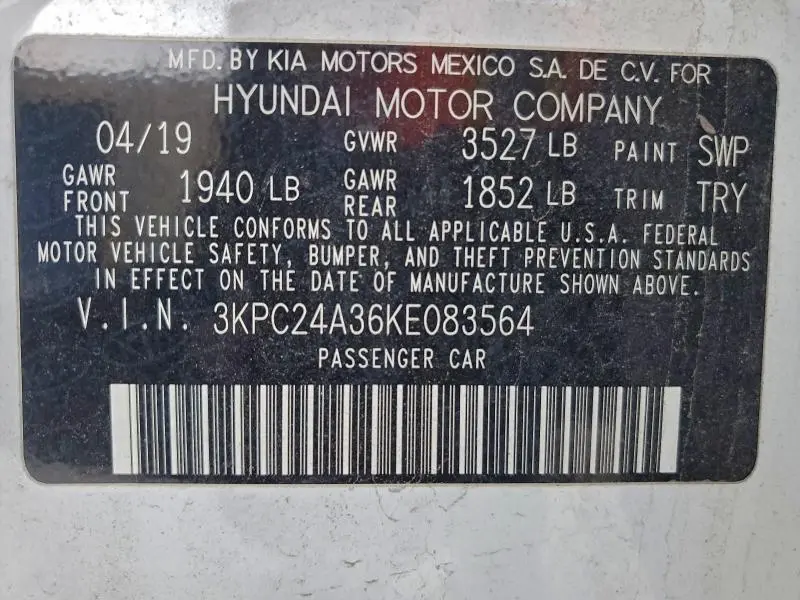 MFD. BY KIA MOTORS MEXICO S.A. DE C.V. FOR
HYUNDAI MOTOR COMPANY
04/19 GVWR 3527 LB PAINT SWP
GAWR FRONT 1940 LB GAWR REAR 1852 LB TRIM TRY
THIS VEHICLE CONFORMS TO ALL APPLICABLE U.S.A. FEDERAL
MOTOR VEHICLE SAFETY, BUMPER, AND THEFT PREVENTION STANDARDS
IN EFFECT ON THE DATE OF MANUFACTURE SHOWN ABOVE.
V.I.N. 3KPC24A36KE083564
PASSENGER CAR